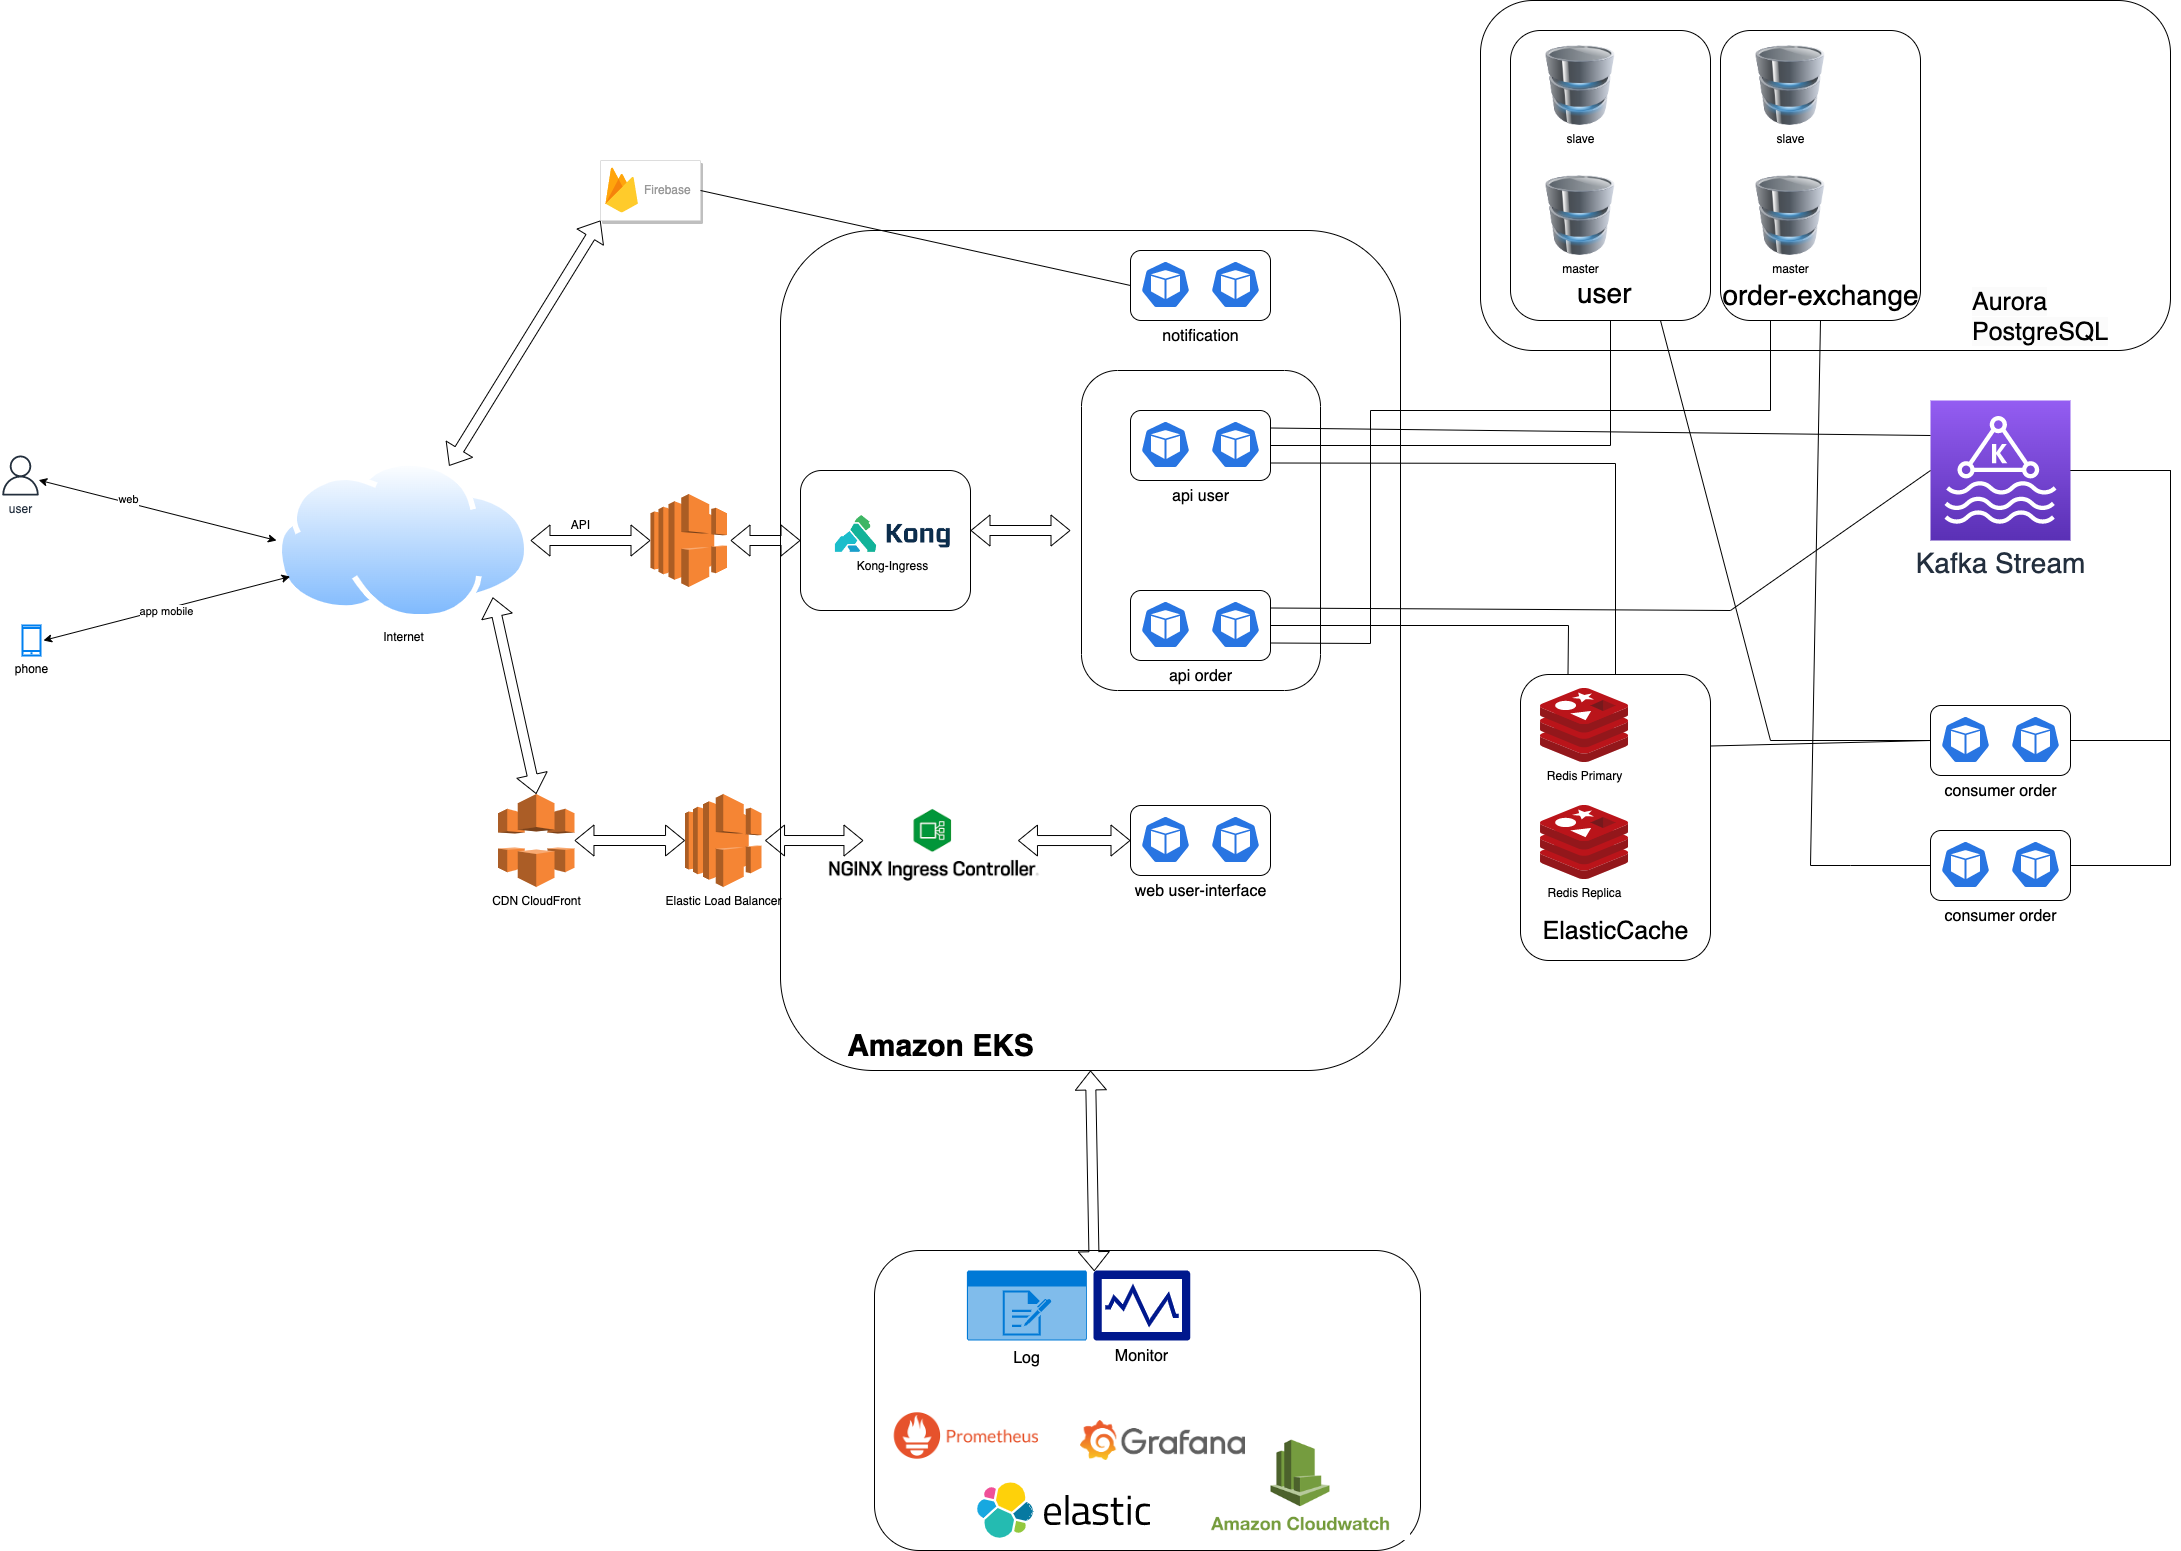 slave
slave
master
master
user
order-exchange
Aurora
PostgreSQL
Firebase
notification
user
web
API
Kong
Kong-Ingress
api user
K
Kafka Stream
app mobile
phone
Internet
api order
Redis Primary
consumer order
CDN CloudFront
Elastic Load Balancer
NGINX Ingress Controller
web user-interface
Redis Replica
ElasticCache
consumer order
Amazon EKS
Log
Monitor
Prometheus
Grafana
elastic
Amazon Cloudwatch